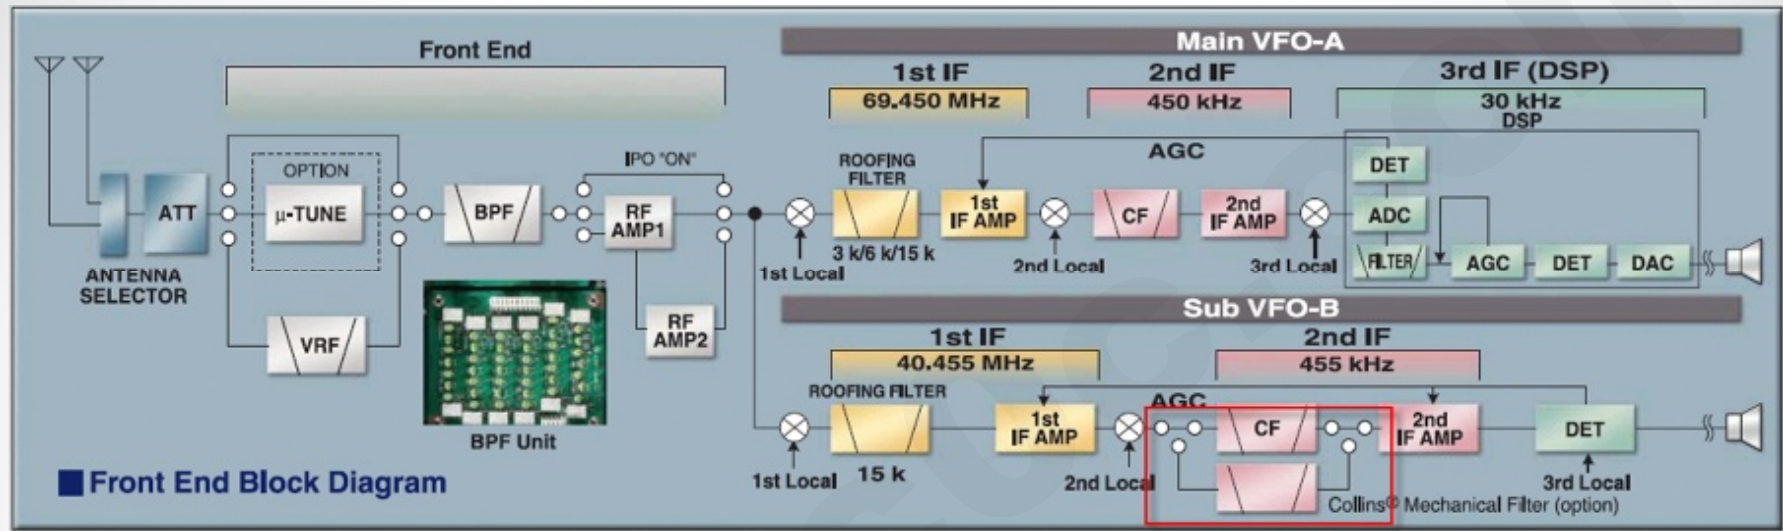 Main VFO-A
Front End
1st IF
2nd IF
3rd IF (DSP)
69.450 MHz
450 kHz
30 kHz
DSP
OPTION
IPO "ON"
ROOFING
FILTER
AGC
DET
ATT
μ-TUNE
BPF
RF
AMP1
1st
IF AMP
CF
2nd
IF AMP
ADC
3 k/6 k/15 k
1st Local
2nd Local
3rd Local
FILTER
AGC
DET
DAC
ANTENNA
SELECTOR
Sub VFO-B
VRF
RF
AMP2
1st IF
2nd IF
40.455 MHz
455 kHz
ROOFING FILTER
AGC
1st
IF AMP
CF
2nd
IF AMP
DET
BPF Unit
15 k
1st Local
2nd Local
3rd Local
Collins® Mechanical Filter (option)
Front End Block Diagram